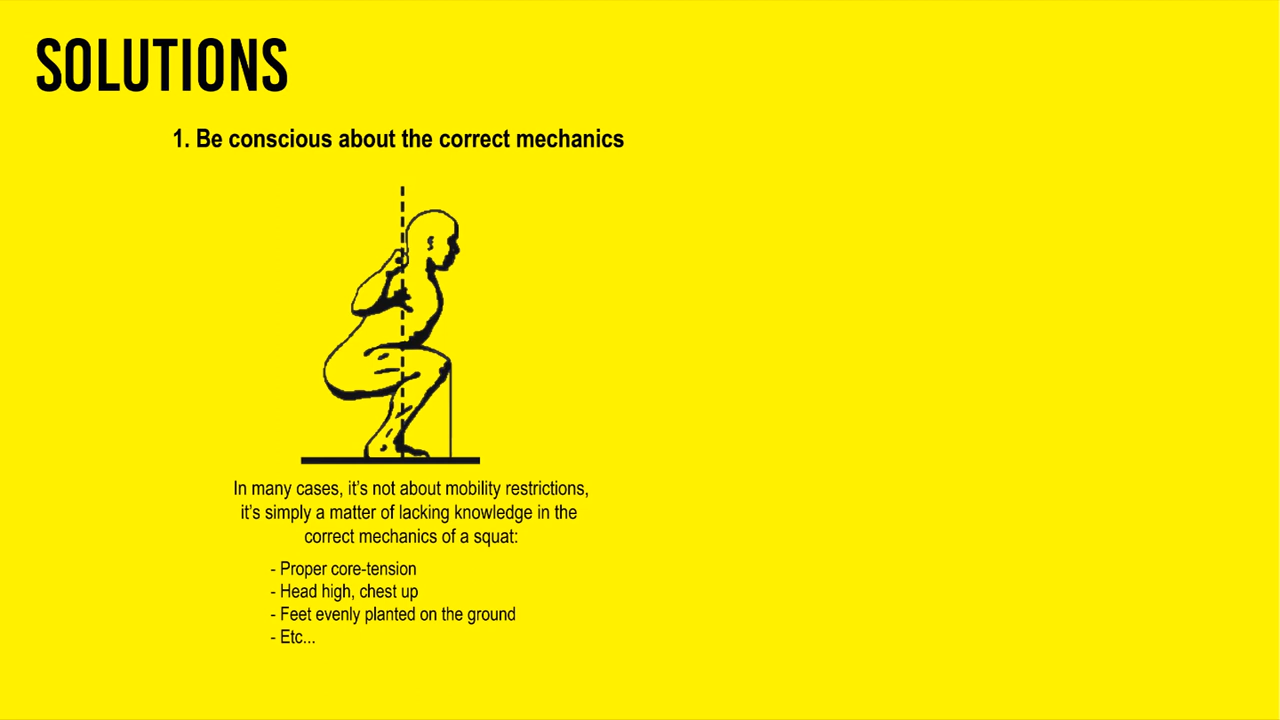 SOLUTIONS
1. Be conscious about the correct mechanics
In many cases, it's not about mobility restrictions,
it's simply a matter of lacking knowledge in the
correct mechanics of a squat:
- Proper core-tension
- Head high, chest up
- Feet evenly planted on the ground
- Etc...